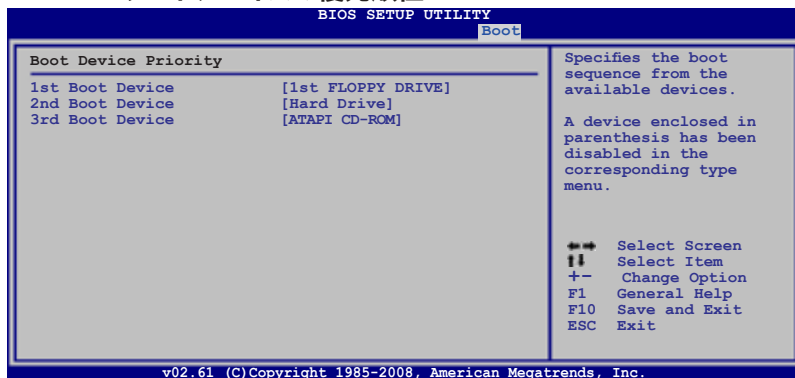 BIOS SETUP UTILITY
Boot
Boot Device Priority
1st Boot Device [1st FLOPPY DRIVE]
2nd Boot Device [Hard Drive]
3rd Boot Device [ATAPI CD-ROM]
Specifies the boot
sequence from the
available devices.
A device enclosed in
parenthesis has been
disabled in the
corresponding type
menu.
←→ Select Screen
↑↓ Select Item
+- Change Option
F1 General Help
F10 Save and Exit
ESC Exit
v02.61 (C)Copyright 1985-2008, American Megatrends, Inc.